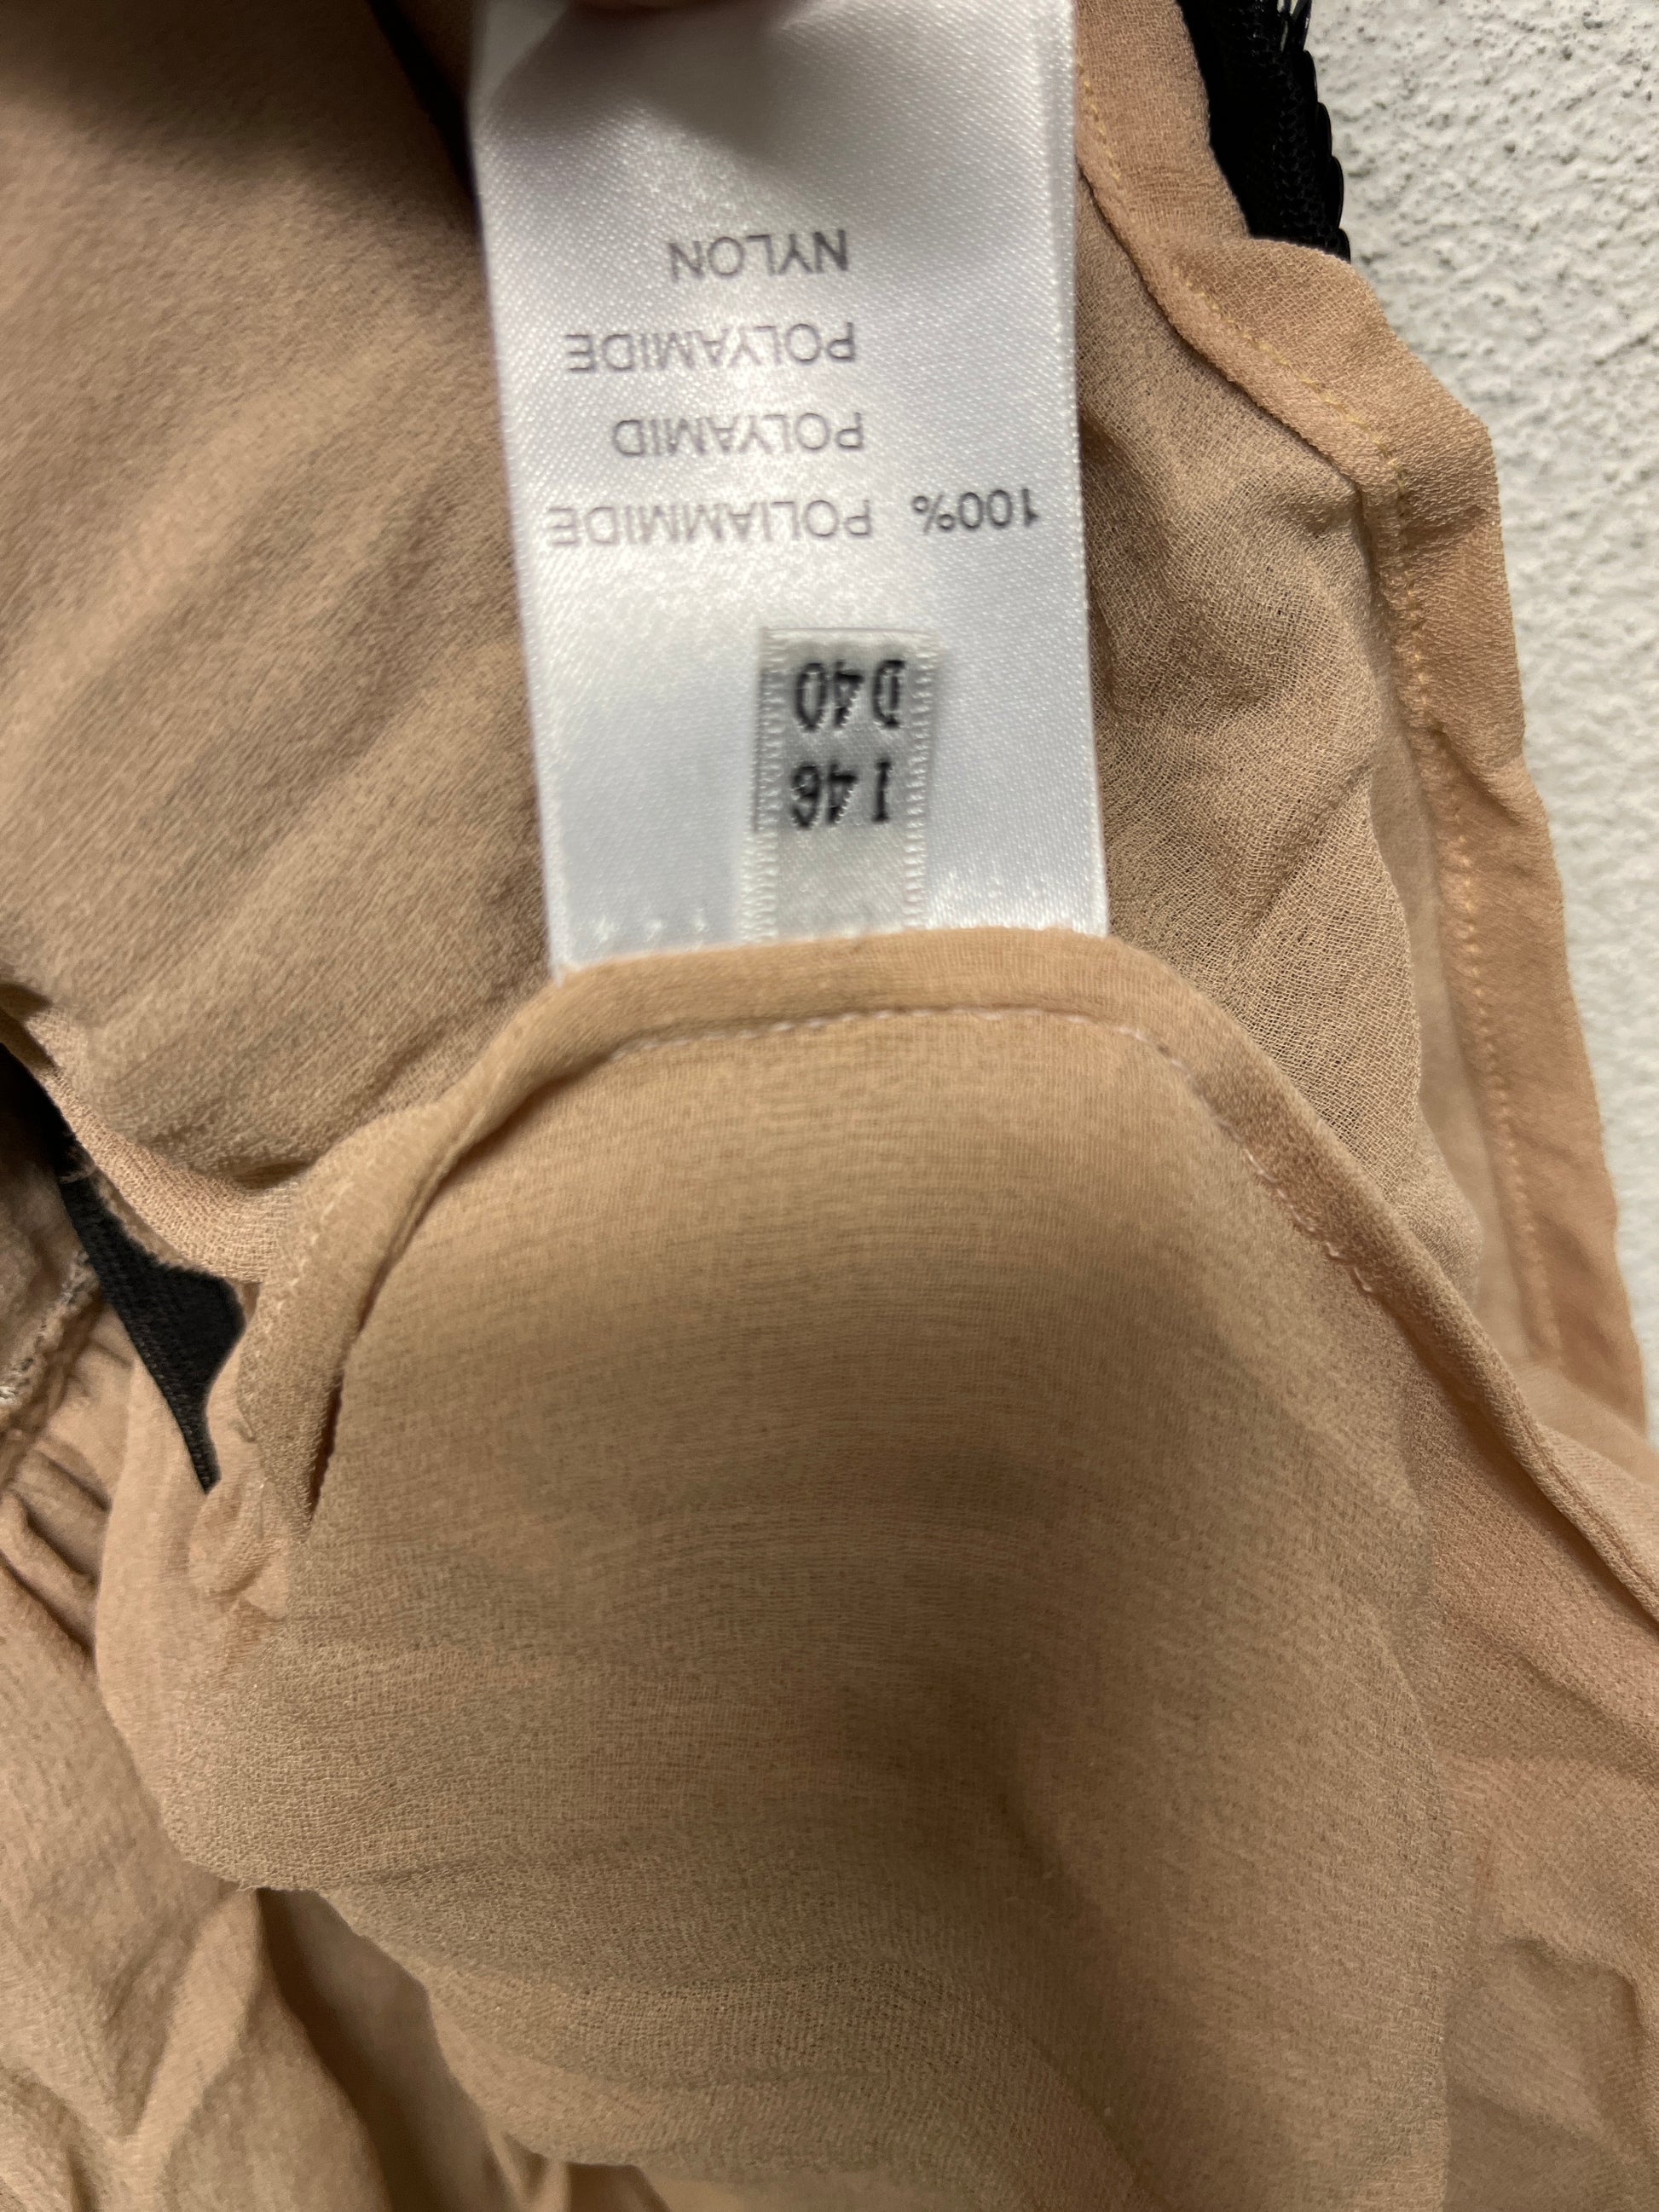 I 46
D40
100% POLIAMMIDE
POLYAMID
POLYAMIDE
NYLON